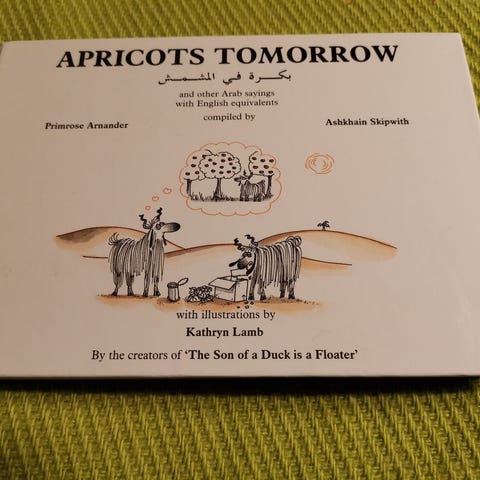 APRICOTS TOMORROW
بكرة في المشمش
and other Arab sayings
with English equivalents
compiled by
Primrose Arnander
Ashkhain Skipwith
with illustrations by
Kathryn Lamb
By the creators of 'The Son of a Duck is a Floater'